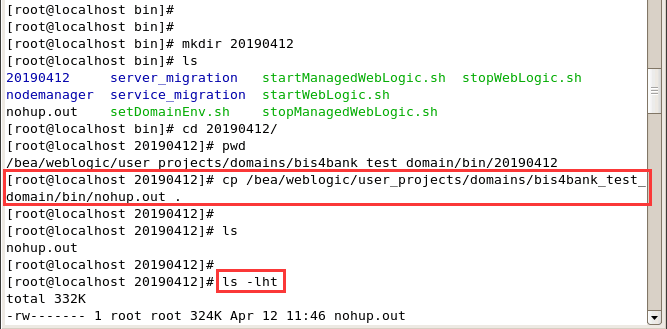 [root@localhost bin]#
[root@localhost bin]#
[root@localhost bin]# mkdir 20190412
[root@localhost bin]# ls
20190412     server_migration   startManagedWebLogic.sh  stopWebLogic.sh
nodemanager  service_migration  startWebLogic.sh
nohup.out    setDomainEnv.sh    stopManagedWebLogic.sh
[root@localhost bin]# cd 20190412/
[root@localhost 20190412]# pwd
/bea/weblogic/user_projects/domains/bis4bank_test_domain/bin/20190412
[root@localhost 20190412]# cp /bea/weblogic/user_projects/domains/bis4bank_test_
domain/bin/nohup.out .
[root@localhost 20190412]#
[root@localhost 20190412]# ls
nohup.out
[root@localhost 20190412]#
[root@localhost 20190412]# ls -lht
total 332K
-rw------- 1 root root 324K Apr 12 11:46 nohup.out